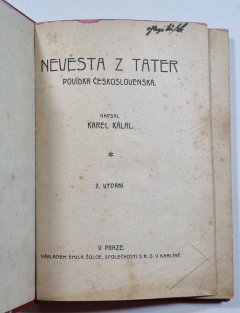 NEVĚSTA Z TATER
POVÍDKA ČESKOSLOVENSKÁ.
NAPSAL
KAREL KÁLAL.
*
2. VYDÁNÍ.
V PRAZE.
NÁKLADEM EMILA ŠOLCE, SPOLEČNOSTI S R. O. V KARLÍNĚ